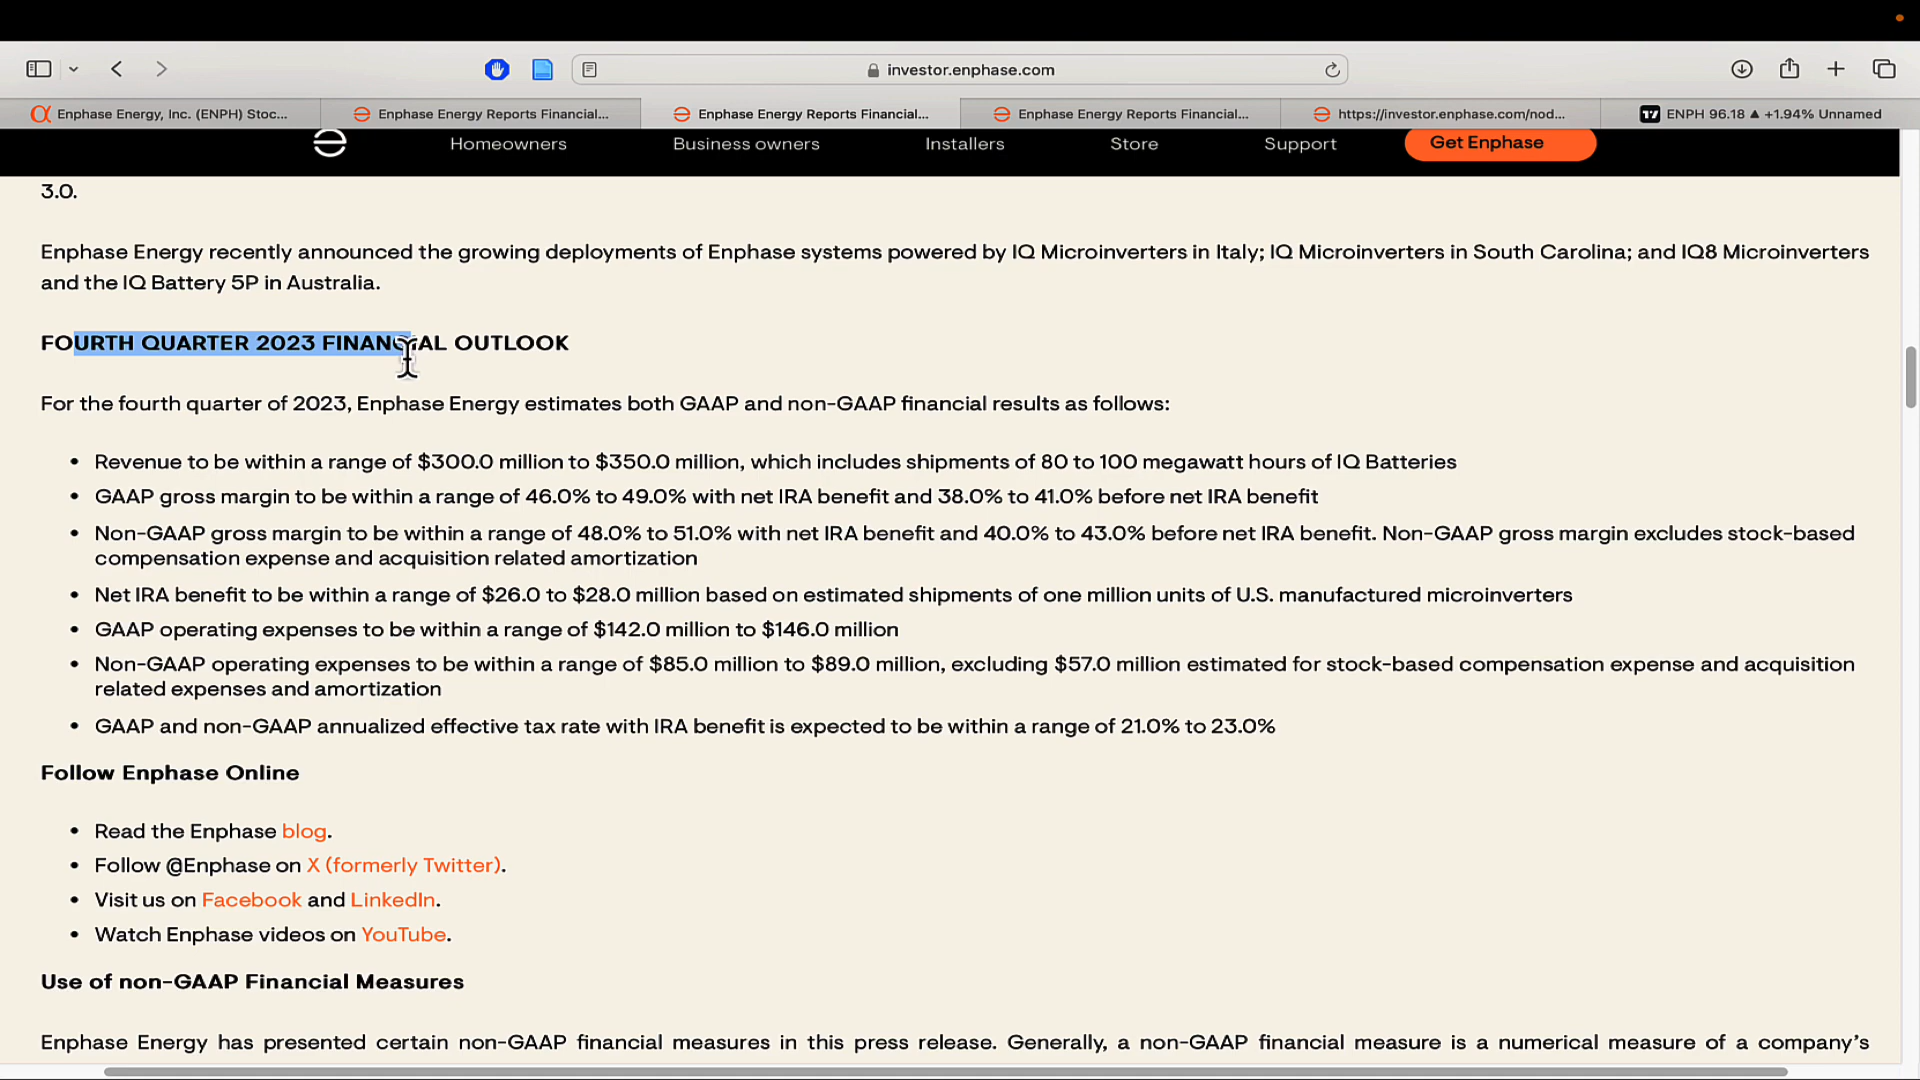 investor.enphase.com
Enphase Energy, Inc. (ENPH) Stoc...
Enphase Energy Reports Financial...
Enphase Energy Reports Financial...
Enphase Energy Reports Financial...
https://investor.enphase.com/nod...
ENPH 96.18 ▲ +1.94% Unnamed
Homeowners
Business owners
Installers
Store
Support
Get Enphase
3.0.
Enphase Energy recently announced the growing deployments of Enphase systems powered by IQ Microinverters in Italy; IQ Microinverters in South Carolina; and IQ8 Microinverters
and the IQ Battery 5P in Australia.
FOURTH QUARTER 2023 FINANCIAL OUTLOOK
For the fourth quarter of 2023, Enphase Energy estimates both GAAP and non-GAAP financial results as follows:
• Revenue to be within a range of $300.0 million to $350.0 million, which includes shipments of 80 to 100 megawatt hours of IQ Batteries
• GAAP gross margin to be within a range of 46.0% to 49.0% with net IRA benefit and 38.0% to 41.0% before net IRA benefit
• Non-GAAP gross margin to be within a range of 48.0% to 51.0% with net IRA benefit and 40.0% to 43.0% before net IRA benefit. Non-GAAP gross margin excludes stock-based
compensation expense and acquisition related amortization
• Net IRA benefit to be within a range of $26.0 to $28.0 million based on estimated shipments of one million units of U.S. manufactured microinverters
• GAAP operating expenses to be within a range of $142.0 million to $146.0 million
• Non-GAAP operating expenses to be within a range of $85.0 million to $89.0 million, excluding $57.0 million estimated for stock-based compensation expense and acquisition
related expenses and amortization
• GAAP and non-GAAP annualized effective tax rate with IRA benefit is expected to be within a range of 21.0% to 23.0%
Follow Enphase Online
• Read the Enphase blog.
• Follow @Enphase on X (formerly Twitter).
• Visit us on Facebook and LinkedIn.
• Watch Enphase videos on YouTube.
Use of non-GAAP Financial Measures
Enphase Energy has presented certain non-GAAP financial measures in this press release. Generally, a non-GAAP financial measure is a numerical measure of a company's